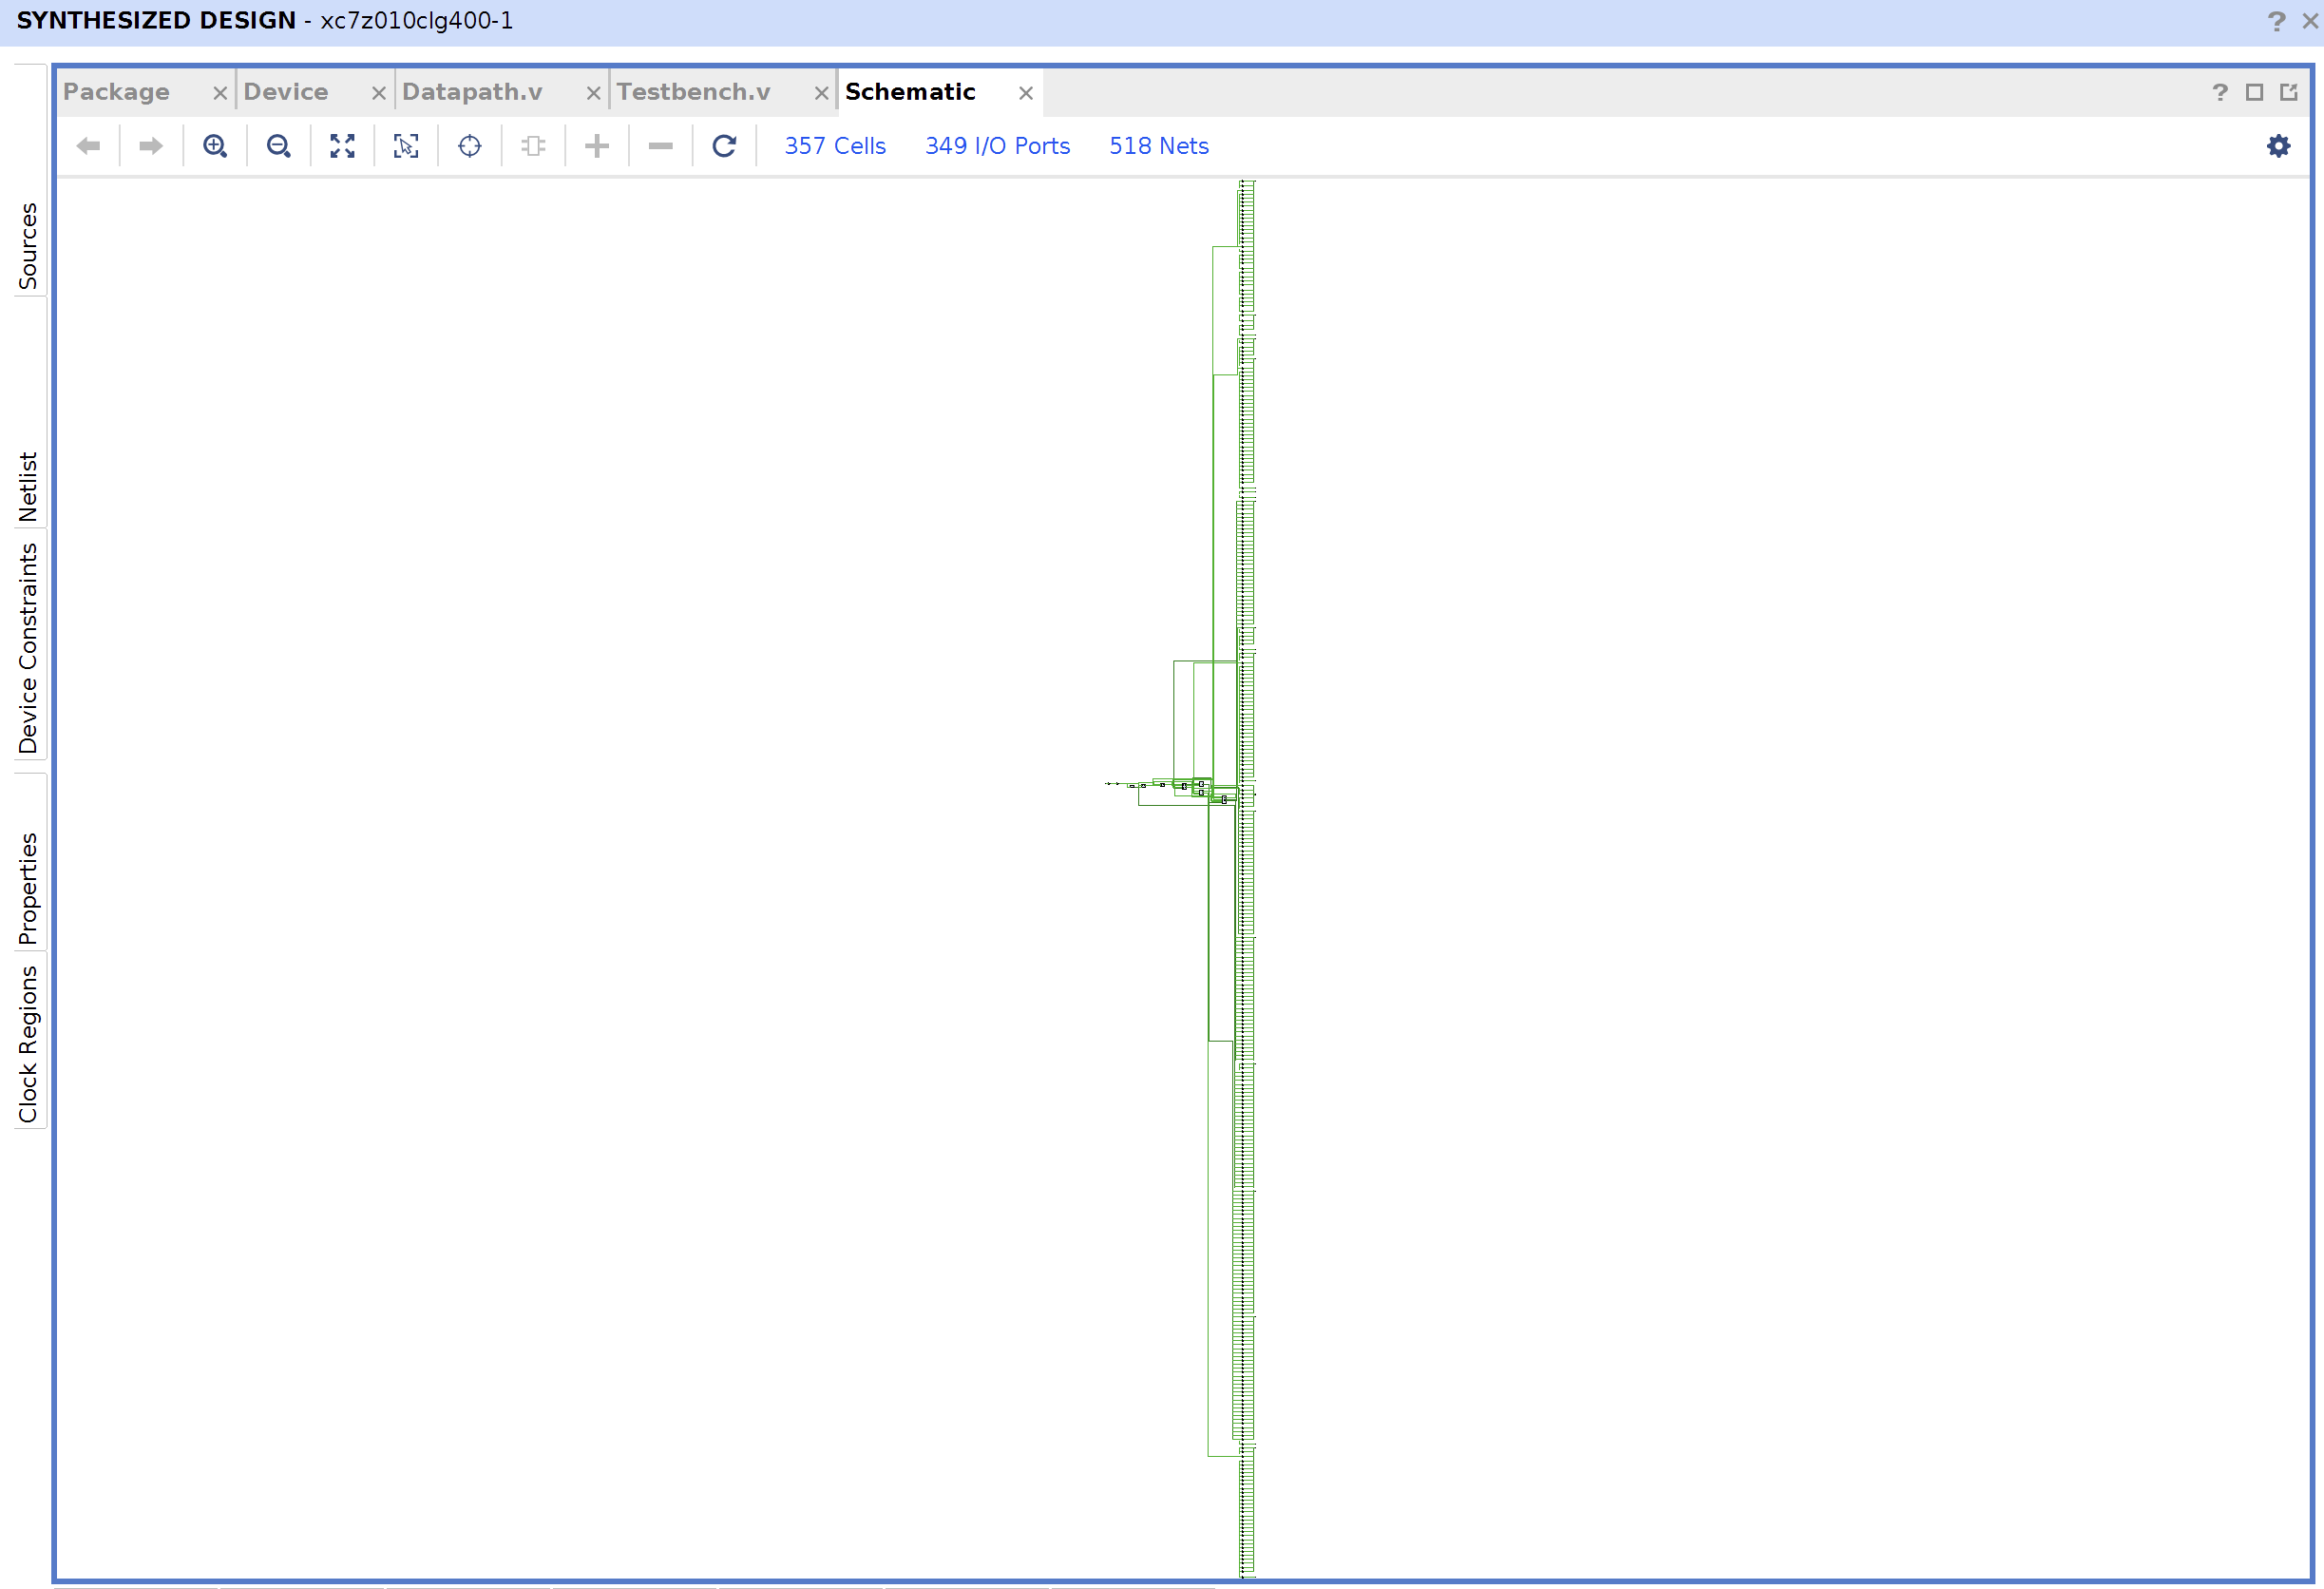 SYNTHESIZED DESIGN - xc7z010clg400-1
Package
Device
Datapath.v
Testbench.v
Schematic
357 Cells
349 I/O Ports
518 Nets
Sources
Netlist
Device Constraints
Properties
Clock Regions